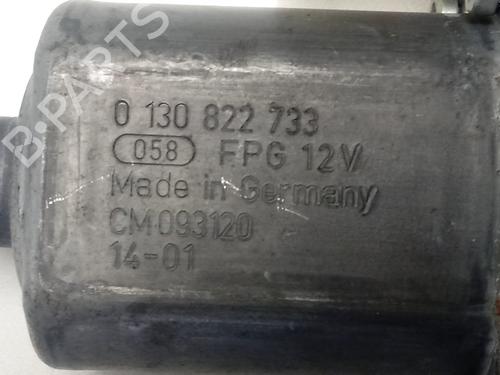 B-PARTS
0 130 822 733
058 FPG 12V
Made in Germany
CM093120
14-01